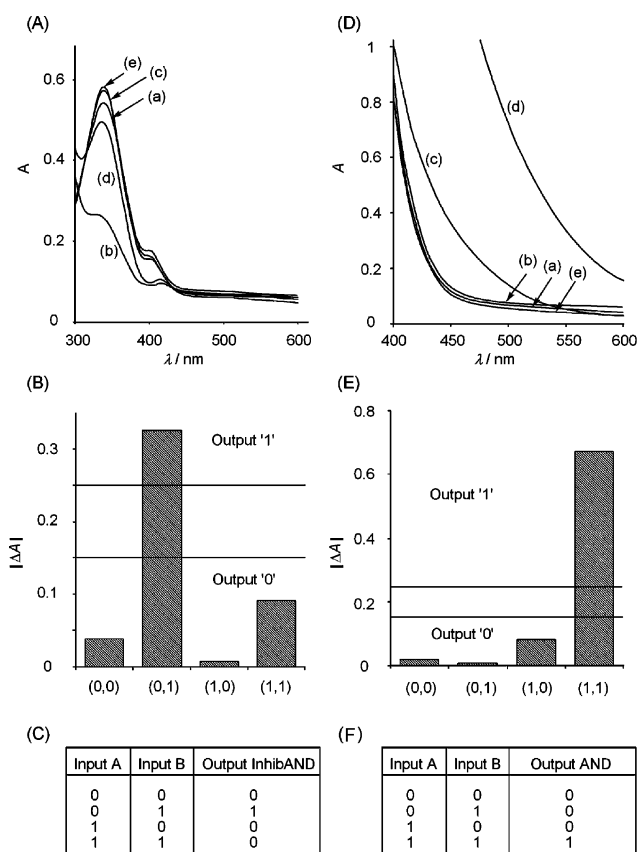 (A)
0.6
0.4
0.2
0
A
(e)
(c)
(a)
(d)
(b)
300 400 500 600
λ / nm
(D)
1
0.8
0.6
0.4
0.2
0
A
(d)
(c)
(b)
(a)
(e)
400 450 500 550 600
λ / nm
(B)
0.3
0.2
0.1
0
|ΔA|
Output '1'
Output '0'
(0,0) (0,1) (1,0) (1,1)
(E)
0.8
0.6
0.4
0.2
0
|ΔA|
Output '1'
Output '0'
(0,0) (0,1) (1,0) (1,1)
(C)
Input A Input B Output InhibAND
0 0 0
0 1 1
1 0 0
1 1 0
(F)
Input A Input B Output AND
0 0 0
0 1 0
1 0 0
1 1 1